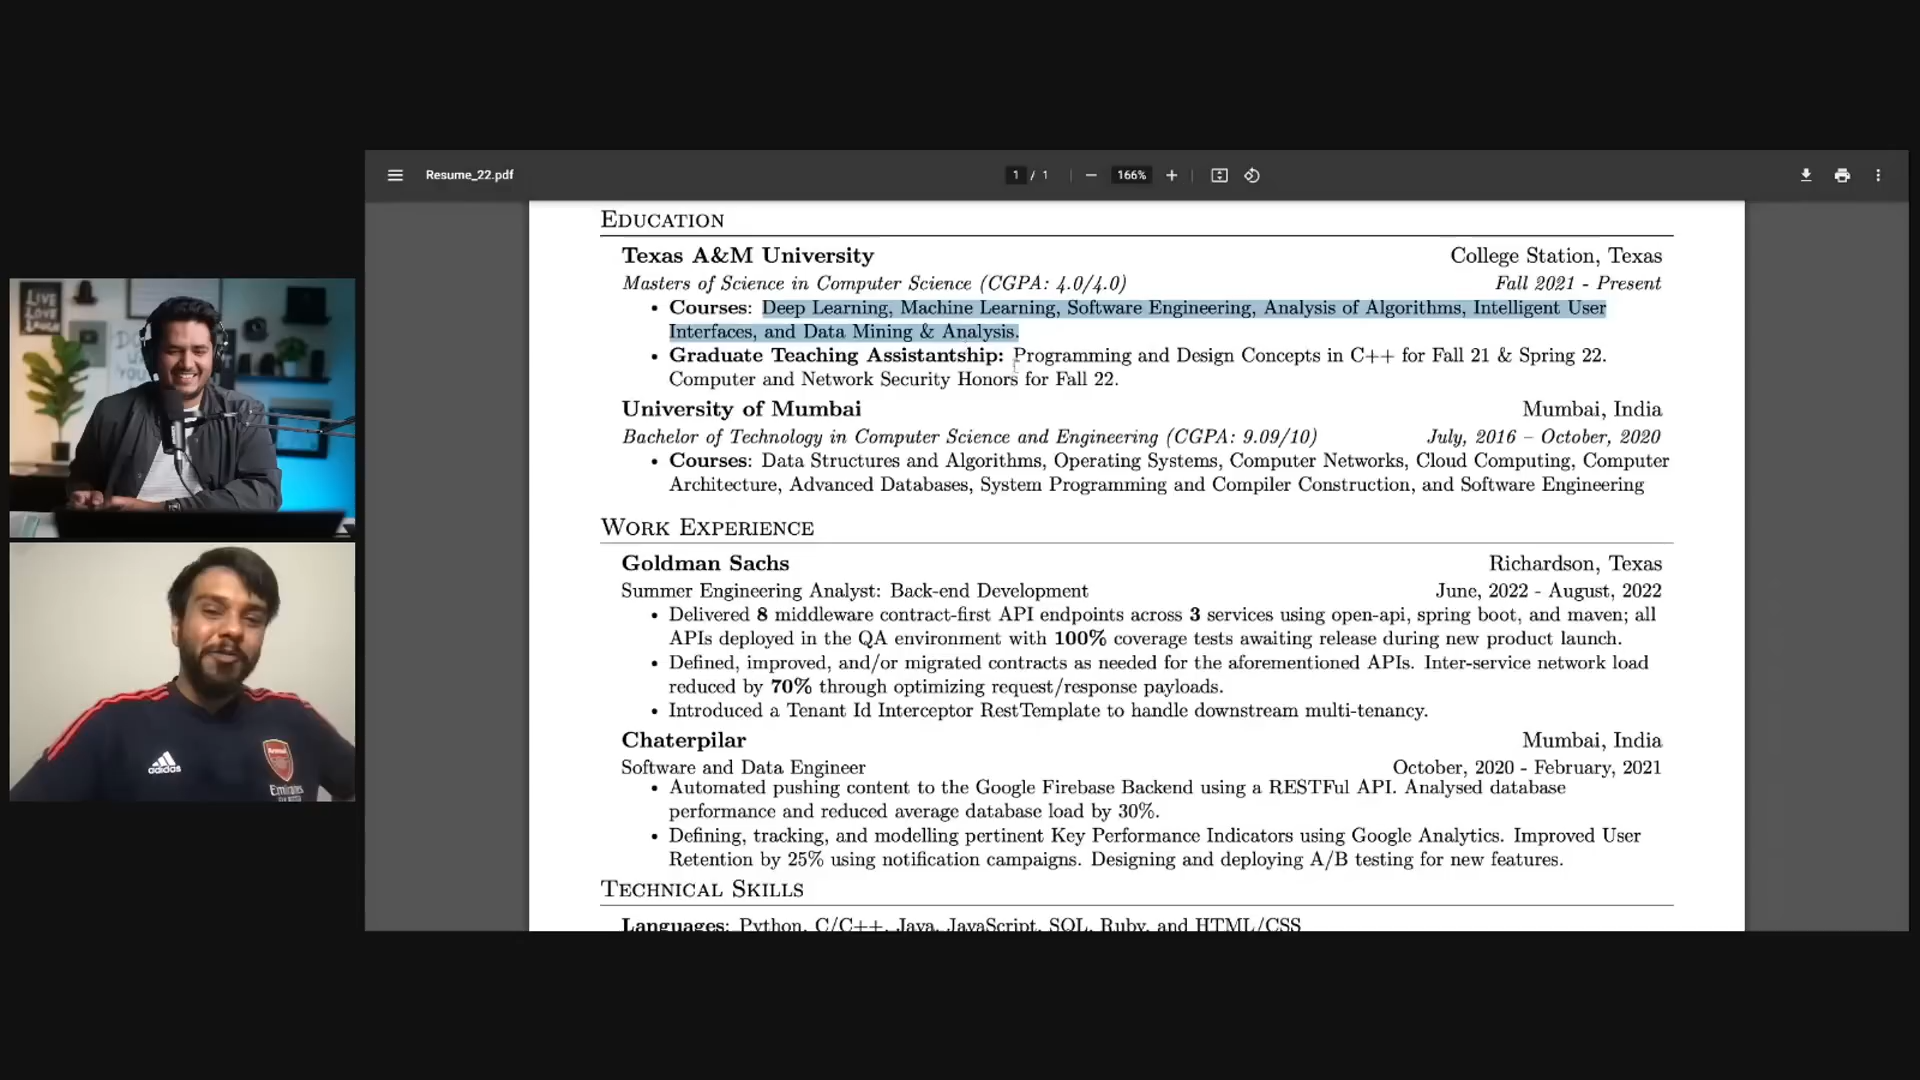 Resume_22.pdf
1 / 1
166%
EDUCATION
Texas A&M University College Station, Texas
Masters of Science in Computer Science (CGPA: 4.0/4.0) Fall 2021 - Present
• Courses: Deep Learning, Machine Learning, Software Engineering, Analysis of Algorithms, Intelligent User
Interfaces, and Data Mining & Analysis.
• Graduate Teaching Assistantship: Programming and Design Concepts in C++ for Fall 21 & Spring 22.
Computer and Network Security Honors for Fall 22.
University of Mumbai Mumbai, India
Bachelor of Technology in Computer Science and Engineering (CGPA: 9.09/10) July, 2016 – October, 2020
• Courses: Data Structures and Algorithms, Operating Systems, Computer Networks, Cloud Computing, Computer
Architecture, Advanced Databases, System Programming and Compiler Construction, and Software Engineering
WORK EXPERIENCE
Goldman Sachs Richardson, Texas
Summer Engineering Analyst: Back-end Development June, 2022 - August, 2022
• Delivered 8 middleware contract-first API endpoints across 3 services using open-api, spring boot, and maven; all
APIs deployed in the QA environment with 100% coverage tests awaiting release during new product launch.
• Defined, improved, and/or migrated contracts as needed for the aforementioned APIs. Inter-service network load
reduced by 70% through optimizing request/response payloads.
• Introduced a Tenant Id Interceptor RestTemplate to handle downstream multi-tenancy.
Chaterpilar Mumbai, India
Software and Data Engineer October, 2020 - February, 2021
• Automated pushing content to the Google Firebase Backend using a RESTFul API. Analysed database
performance and reduced average database load by 30%.
• Defining, tracking, and modelling pertinent Key Performance Indicators using Google Analytics. Improved User
Retention by 25% using notification campaigns. Designing and deploying A/B testing for new features.
TECHNICAL SKILLS
Languages: Python, C/C++, Java, JavaScript, SQL, Ruby, and HTML/CSS
LIVE
LOVE
LAUGH
DO
YOU
adidas
Arsenal
Emirates